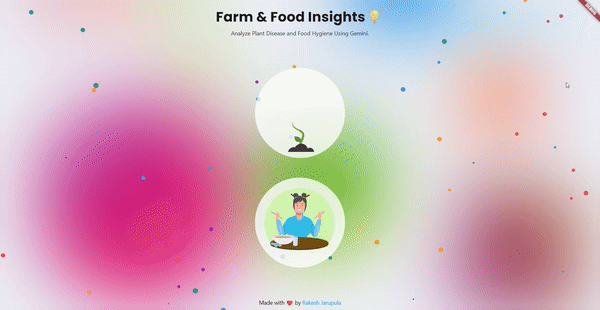 Farm & Food Insights 💡
Analyze Plant Disease and Food Hygiene Using Gemini.
Made with ❤️ by Rakesh Jarupula